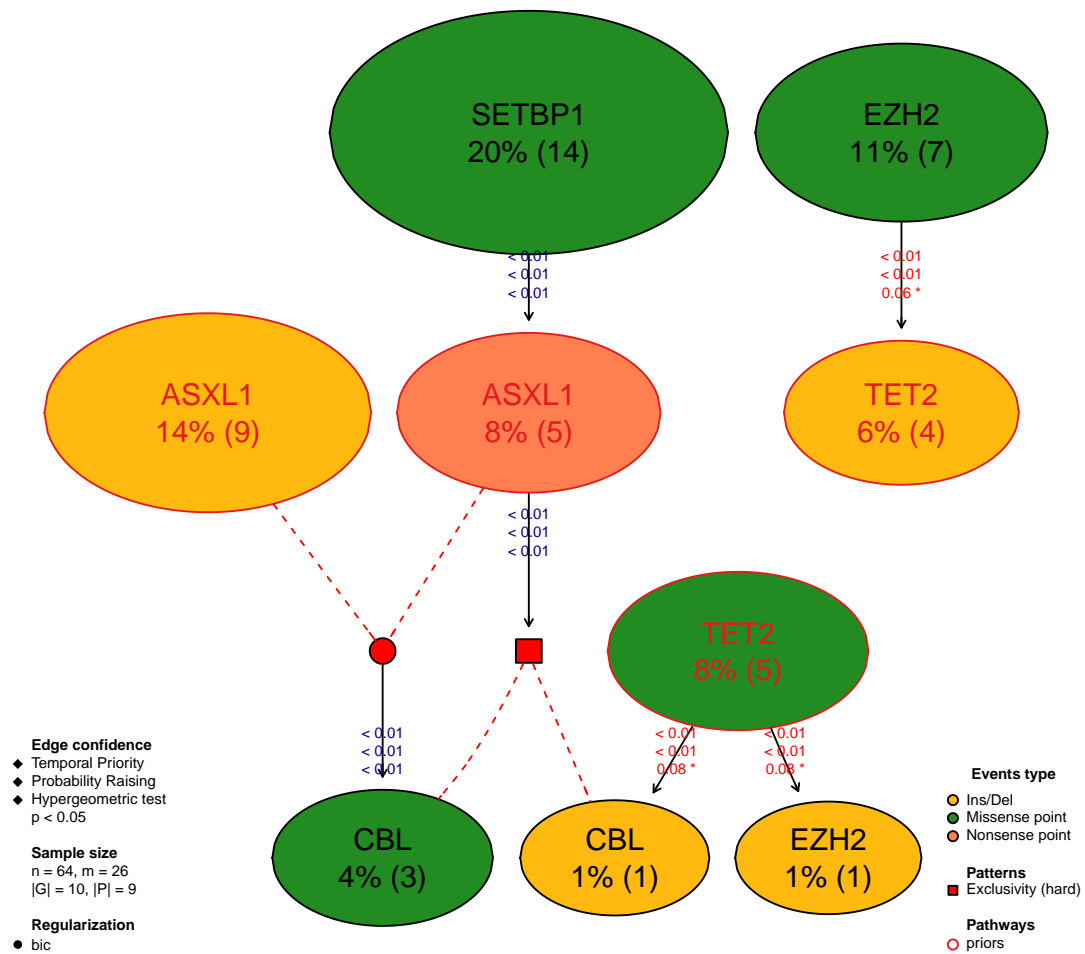 SETBP1
20% (14)
EZH2
11% (7)
< 0.01
< 0.01
< 0.01
< 0.01
< 0.01
0.06 *
ASXL1
14% (9)
ASXL1
8% (5)
TET2
6% (4)
< 0.01
< 0.01
< 0.01
TET2
8% (5)
< 0.01
< 0.01
< 0.01
< 0.01
< 0.01
0.08 *
< 0.01
< 0.01
0.08 *
CBL
4% (3)
CBL
1% (1)
EZH2
1% (1)
Edge confidence
Temporal Priority
Probability Raising
Hypergeometric test
p < 0.05
Sample size
n = 64, m = 26
|G| = 10, |P| = 9
Regularization
bic
Events type
Ins/Del
Missense point
Nonsense point
Patterns
Exclusivity (hard)
Pathways
priors